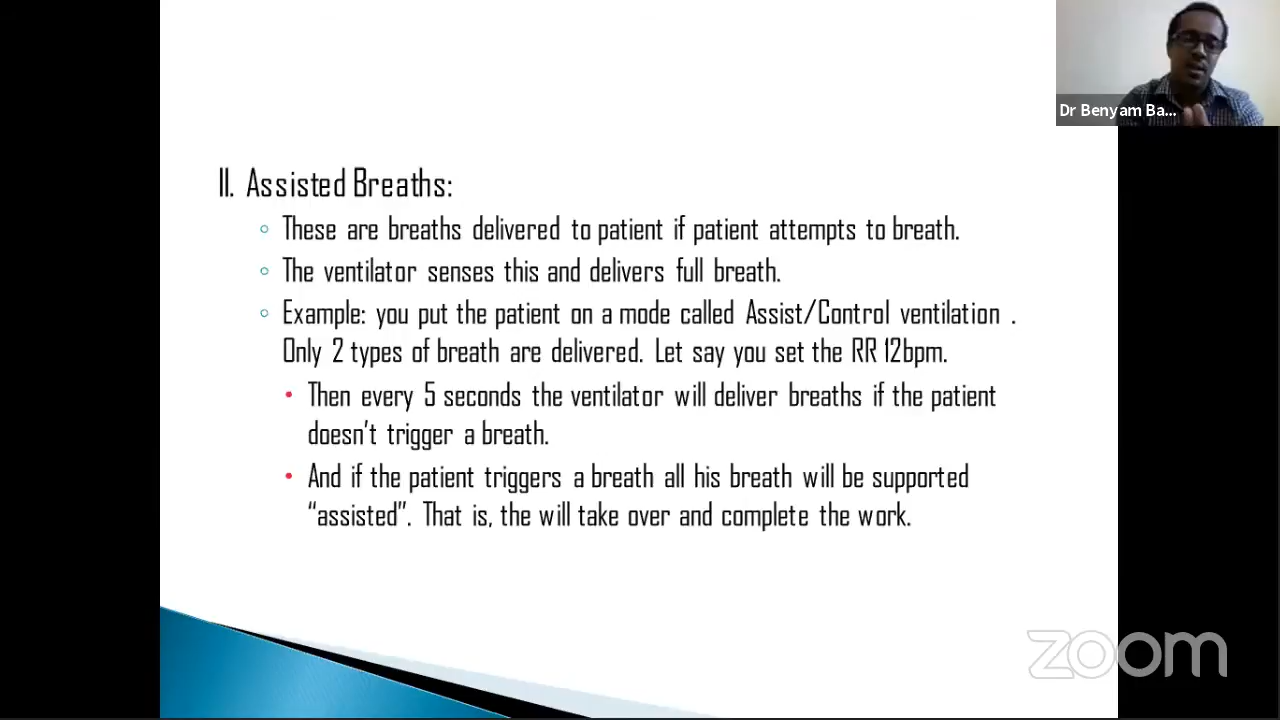 Dr Benyam Ba...
II. Assisted Breaths:
These are breaths delivered to patient if patient attempts to breath.
The ventilator senses this and delivers full breath.
Example: you put the patient on a mode called Assist/Control ventilation .
Only 2 types of breath are delivered. Let say you set the RR 12bpm.
Then every 5 seconds the ventilator will deliver breaths if the patient
doesn't trigger a breath.
And if the patient triggers a breath all his breath will be supported
“assisted”. That is, the will take over and complete the work.
zoom